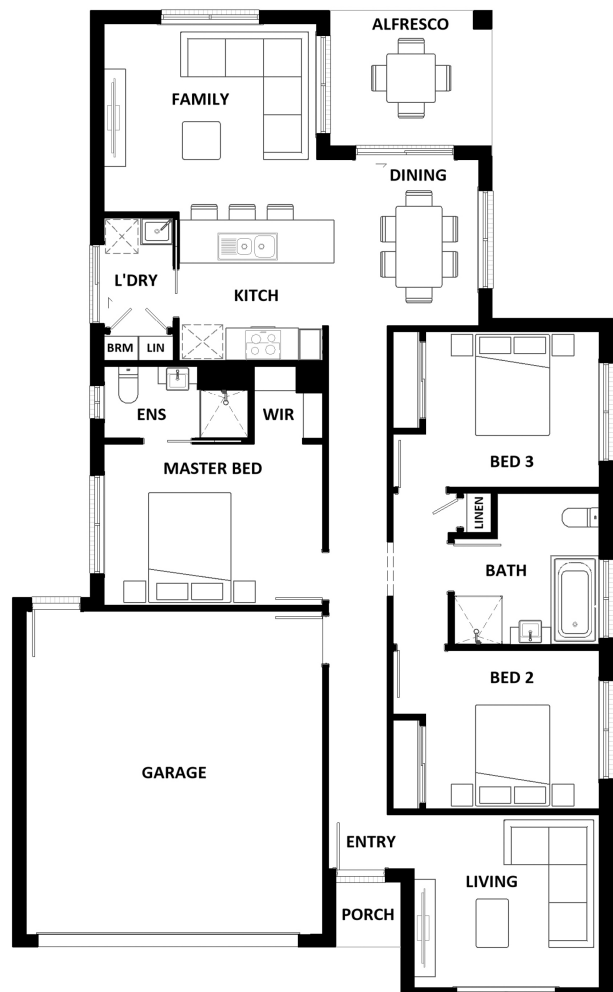 ALFRESCO
FAMILY
DINING
L'DRY
KITCH
BRM
LIN
ENS
WIR
MASTER BED
BED 3
LINEN
BATH
BED 2
GARAGE
ENTRY
LIVING
PORCH